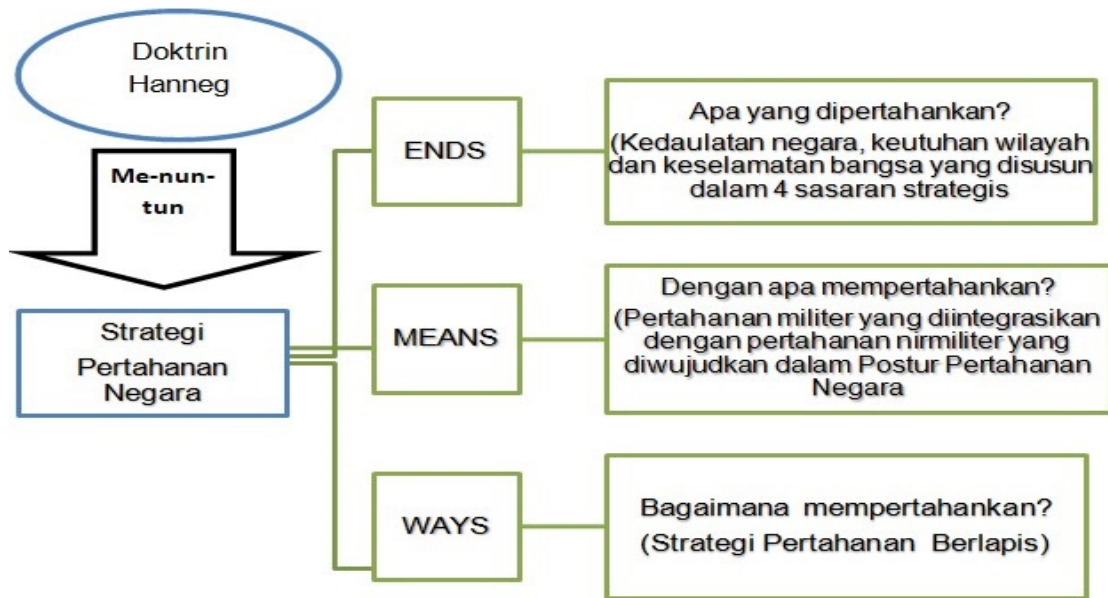 Doktrin
Hanneg
Me-nun-
tun
Strategi
Pertahanan
Negara
ENDS
Apa yang dipertahankan?
(Kedaulatan negara, keutuhan wilayah
dan keselamatan bangsa yang disusun
dalam 4 sasaran strategis
MEANS
Dengan apa mempertahankan?
(Pertahanan militer yang diintegrasikan
dengan pertahanan nirmiliter yang
diwujudkan dalam Postur Pertahanan
Negara
WAYS
Bagaimana mempertahankan?
(Strategi Pertahanan Berlapis)